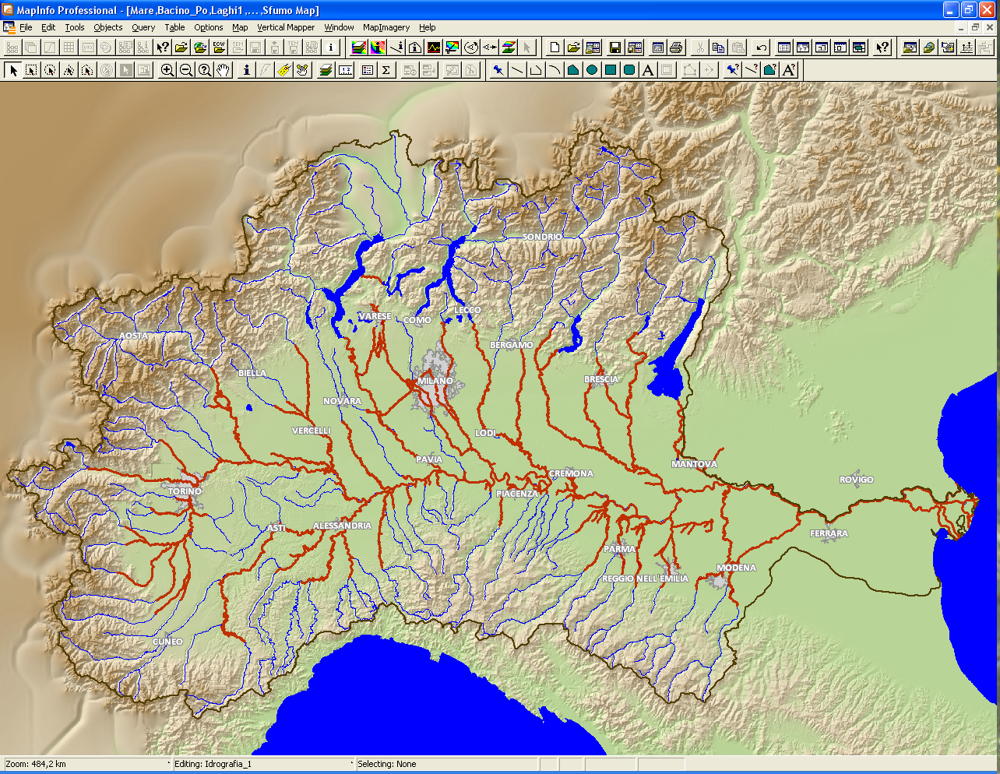 MapInfo Professional - [Mare,Bacino_Po,Laghi1,...,Sfumo Map]
File Edit Tools Objects Query Table Options Map Vertical Mapper Window MapImagery Help
SONDRIO
VARESE
COMO
LECCO
AOSTA
BERGAMO
BIELLA
MILANO
BRESCIA
NOVARA
VERCELLI
LODI
PAVIA
MANTOVA
CREMONA
ROVIGO
TORINO
PIACENZA
ASTI
ALESSANDRIA
FERRARA
PARMA
MODENA
REGGIO NELL'EMILIA
CUNEO
Zoom: 484,2 km
Editing: Idrografia_1
Selecting: None